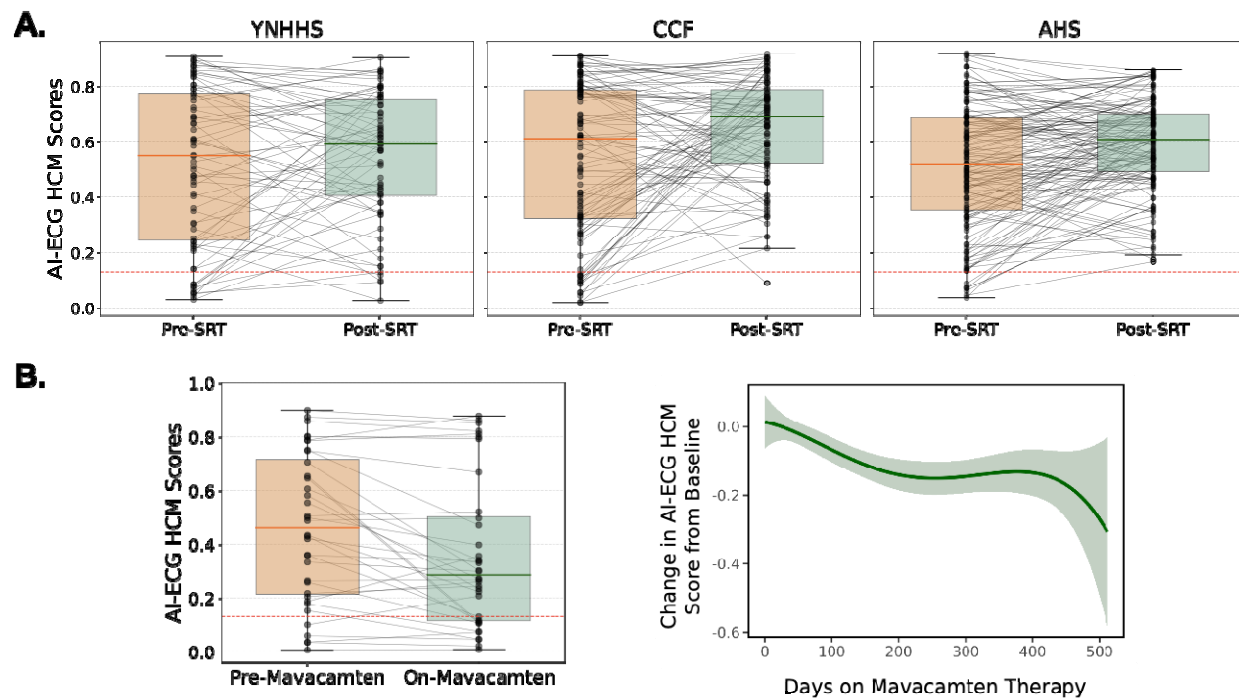 A.
YNHHS
CCF
AHS
AI-ECG HCM Scores
0.8
0.6
0.4
0.2
0.0
Pre-SRT
Post-SRT
Pre-SRT
Post-SRT
Pre-SRT
Post-SRT
B.
AI-ECG HCM Scores
1.0
0.8
0.6
0.4
0.2
0.0
Pre-Mavacamten
On-Mavacamten
Change in AI-ECG HCM
Score from Baseline
0.0
-0.2
-0.4
-0.6
0
100
200
300
400
500
Days on Mavacamten Therapy